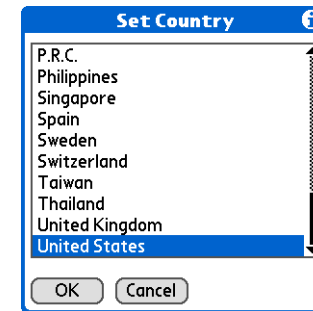 Set Country
P.R.C.
Philippines
Singapore
Spain
Sweden
Switzerland
Taiwan
Thailand
United Kingdom
United States
OK Cancel